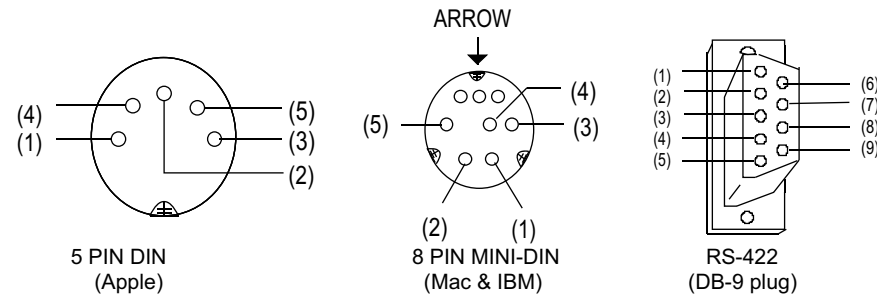 ARROW
(4)
(1)
(5)
(3)
(2)
5 PIN DIN
(Apple)
(5)
(4)
(3)
(2)
(1)
8 PIN MINI-DIN
(Mac & IBM)
(1)
(2)
(3)
(4)
(5)
(6)
(7)
(8)
(9)
RS-422
(DB-9 plug)